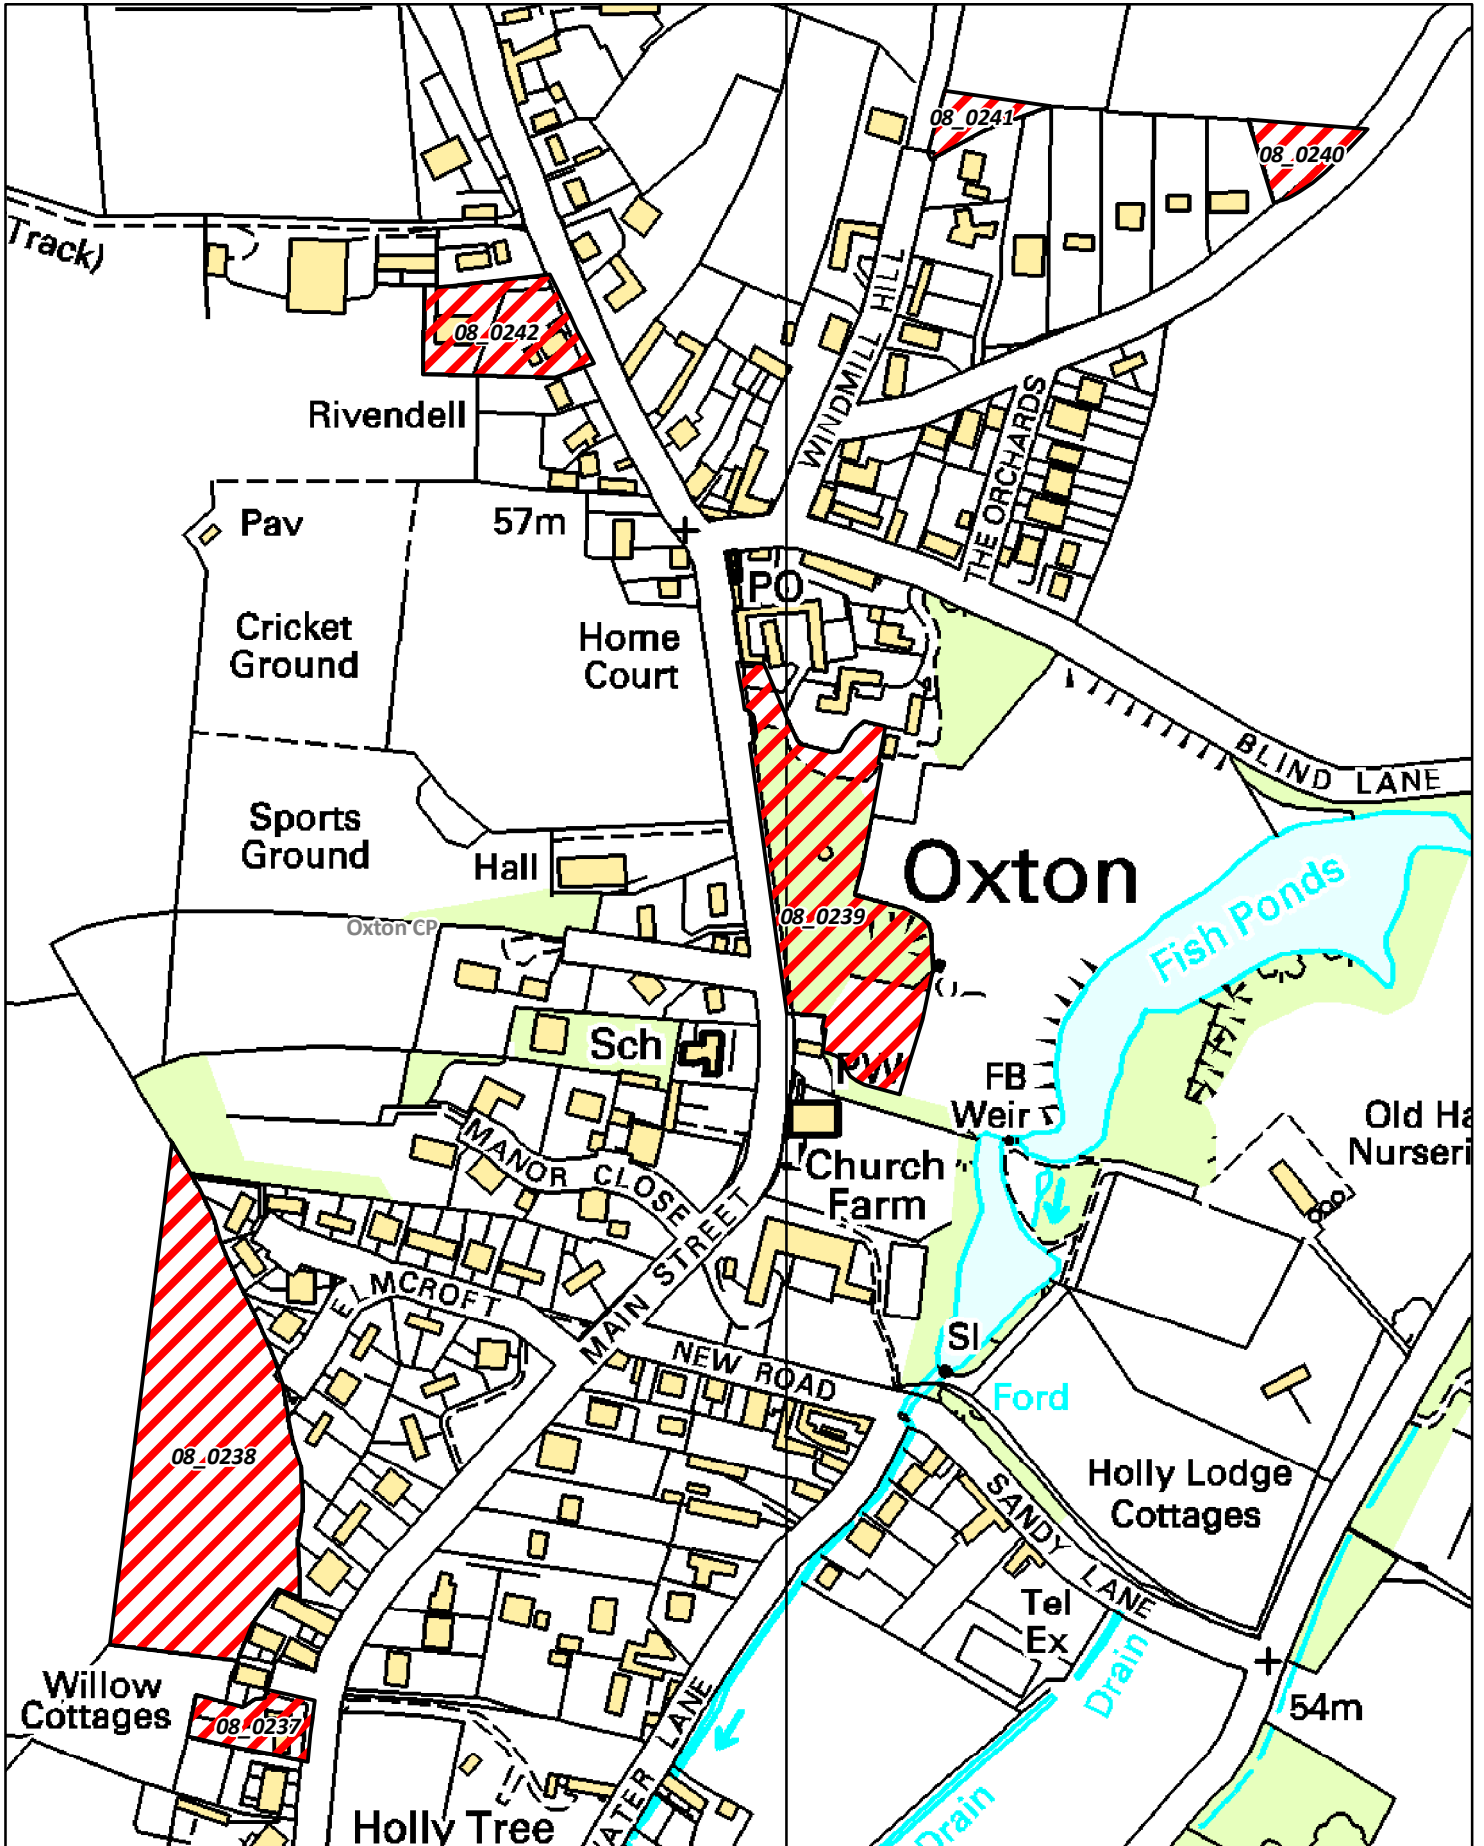 08_0241
08_0240
Track)
WINDMILL HILL
08_0242
Rivendell
THE ORCHARDS
Pav
57m
PO
Cricket
Ground
Home
Court
BLIND LANE
Sports
Ground
Hall
Oxton
Fish Ponds
08_0239
Oxton CP
Sch
PW
FB
Weir
Old Ha
Nurseri
MANOR CLOSE
Church
Farm
MAIN STREET
ELMCROFT
NEW ROAD
SI
Ford
08_0238
Holly Lodge
Cottages
SANDY LANE
Tel
Ex
Drain
Willow
Cottages
08_0237
54m
WATER LANE
Drain
Holly Tree